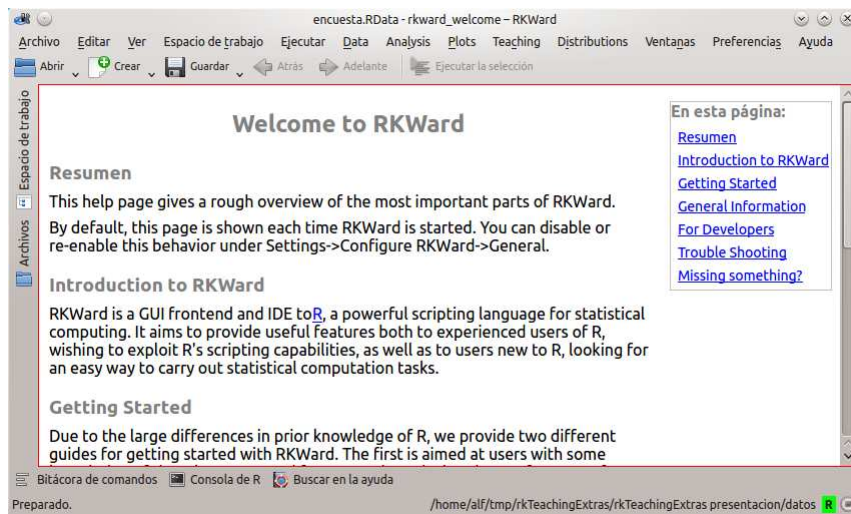 encuesta.RData - rkward_welcome – RKWard
Archivo Editar Ver Espacio de trabajo Ejecutar Data Analysis Plots Teaching Distributions Ventanas Preferencias Ayuda
Abrir Crear Guardar Atrás Adelante Ejecutar la selección
Espacio de trabajo
Archivos
Welcome to RKWard
Resumen
This help page gives a rough overview of the most important parts of RKWard.
By default, this page is shown each time RKWard is started. You can disable or
re-enable this behavior under Settings->Configure RKWard->General.
Introduction to RKWard
RKWard is a GUI frontend and IDE toR, a powerful scripting language for statistical
computing. It aims to provide useful features both to experienced users of R,
wishing to exploit R's scripting capabilities, as well as to users new to R, looking for
an easy way to carry out statistical computation tasks.
Getting Started
Due to the large differences in prior knowledge of R, we provide two different
guides for getting started with RKWard. The first is aimed at users with some
En esta página:
Resumen
Introduction to RKWard
Getting Started
General Information
For Developers
Trouble Shooting
Missing something?
Bitácora de comandos Consola de R Buscar en la ayuda
Preparado. /home/alf/tmp/rkTeachingExtras/rkTeachingExtras presentacion/datos R